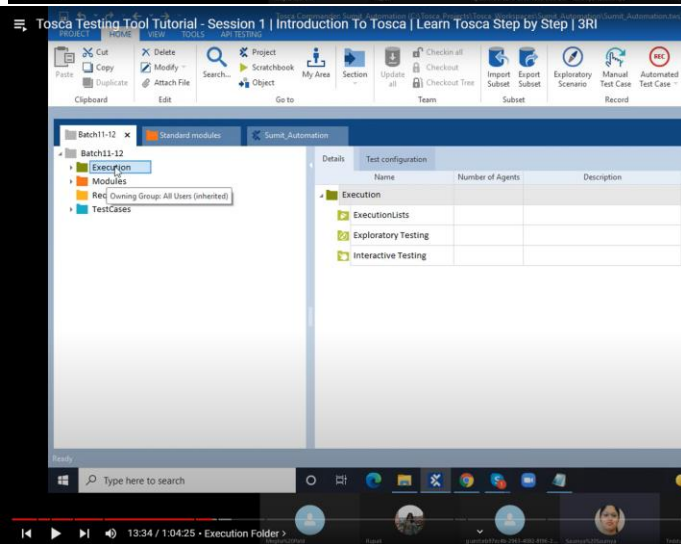 Tosca Testing Tool Tutorial - Session 1 | Introduction To Tosca | Learn Tosca Step by Step | 3RI
PROJECT HOME VIEW TOOLS API TESTING
Paste
Cut
Copy
Duplicate
Clipboard
Delete
Modify
Attach File
Edit
Search...
Project
Scratchbook
Object
My Area
Go to
Section
Update all
Checkin all
Checkout
Checkout Tree
Team
Import Subset
Export Subset
Subset
Exploratory Scenario
Manual Test Case
REC
Automated Test Case
Record
Batch11-12 x Standard modules Sumit_Automation
Batch11-12
Execution
Modules
Rec
Owning Group: All Users (inherited)
TestCases
Details Test configuration
Name Number of Agents Description
Execution
ExecutionLists
Exploratory Testing
Interactive Testing
Ready
Type here to search
13:34 / 1:04:25 • Execution Folder >